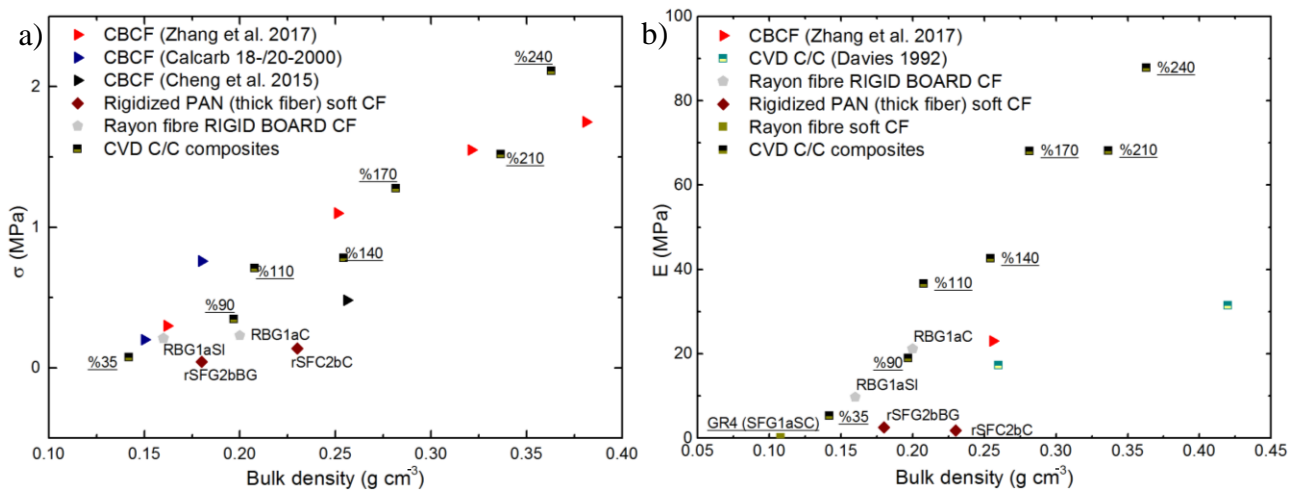 a)
CBCF (Zhang et al. 2017)
CBCF (Calcarb 18-/20-2000)
CBCF (Cheng et al. 2015)
Rigidized PAN (thick fiber) soft CF
Rayon fibre RIGID BOARD CF
CVD C/C composites
%240
%210
%170
%140
%110
%90
RBG1aC
RBG1aSI
%35
rSFG2bBG
rSFC2bC
σ (MPa)
2
1
0
0.10 0.15 0.20 0.25 0.30 0.35 0.40
Bulk density (g cm-3)
b)
CBCF (Zhang et al. 2017)
CVD C/C (Davies 1992)
Rayon fibre RIGID BOARD CF
Rigidized PAN (thick fiber) soft CF
Rayon fibre soft CF
CVD C/C composites
%240
%170
%210
%140
%110
RBG1aC
%90
RBG1aSI
GR4 (SFG1aSC)
%35
rSFG2bBG
rSFC2bC
E (MPa)
100
80
60
40
20
0
0.05 0.10 0.15 0.20 0.25 0.30 0.35 0.40 0.45
Bulk density (g cm-3)